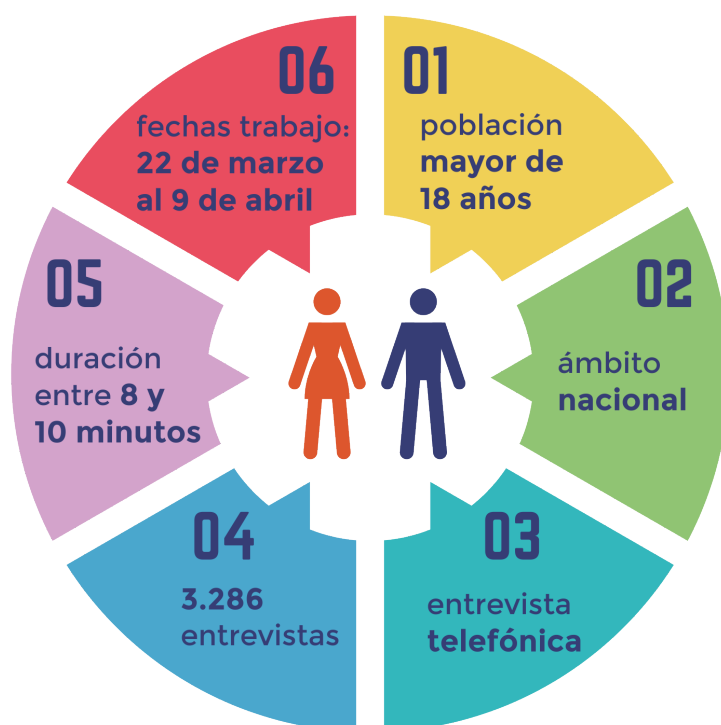 01
población
mayor de
18 años
02
ámbito
nacional
03
entrevista
telefónica
04
3.286
entrevistas
05
duración
entre 8 y
10 minutos
06
fechas trabajo:
22 de marzo
al 9 de abril